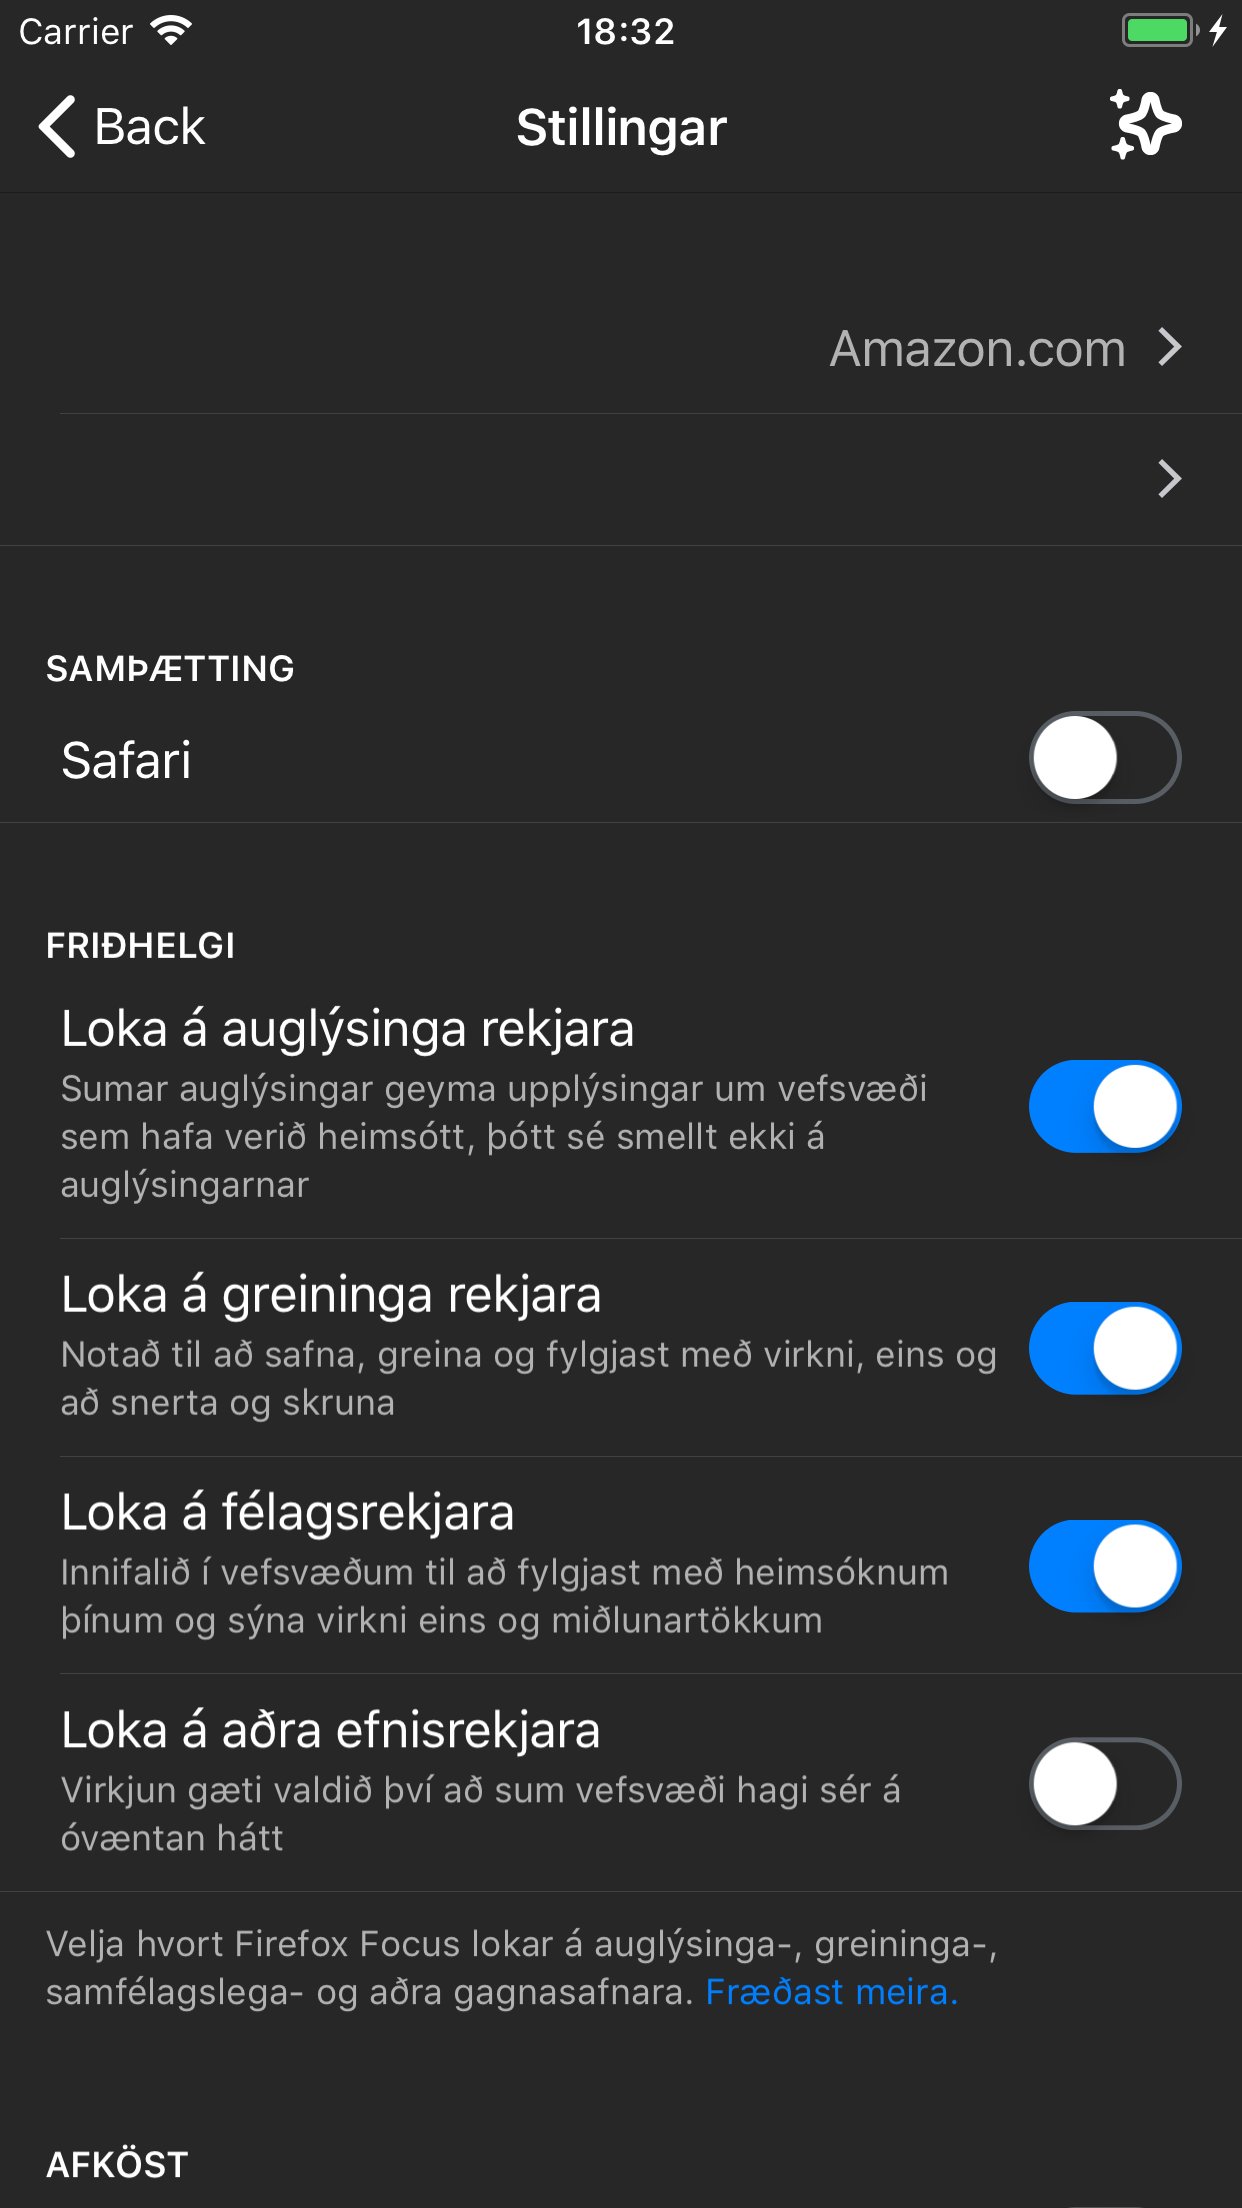 Carrier
18:32
Back
Stillingar
Amazon.com
SAMÞÆTTING
Safari
FRIÐHELGI
Loka á auglýsinga rekjara
Sumar auglýsingar geyma upplýsingar um vefsvæði
sem hafa verið heimsótt, þótt sé smellt ekki á
auglýsingarnar
Loka á greininga rekjara
Notað til að safna, greina og fylgjast með virkni, eins og
að snerta og skruna
Loka á félagsrekjara
Innifalið í vefsvæðum til að fylgjast með heimsóknum
þínum og sýna virkni eins og miðlunartökkum
Loka á aðra efnisrekjara
Virkjun gæti valdið því að sum vefsvæði hagi sér á
óvæntan hátt
Velja hvort Firefox Focus lokar á auglýsinga-, greininga-,
samfélagslega- og aðra gagnasafnara. Fræðast meira.
AFKÖST